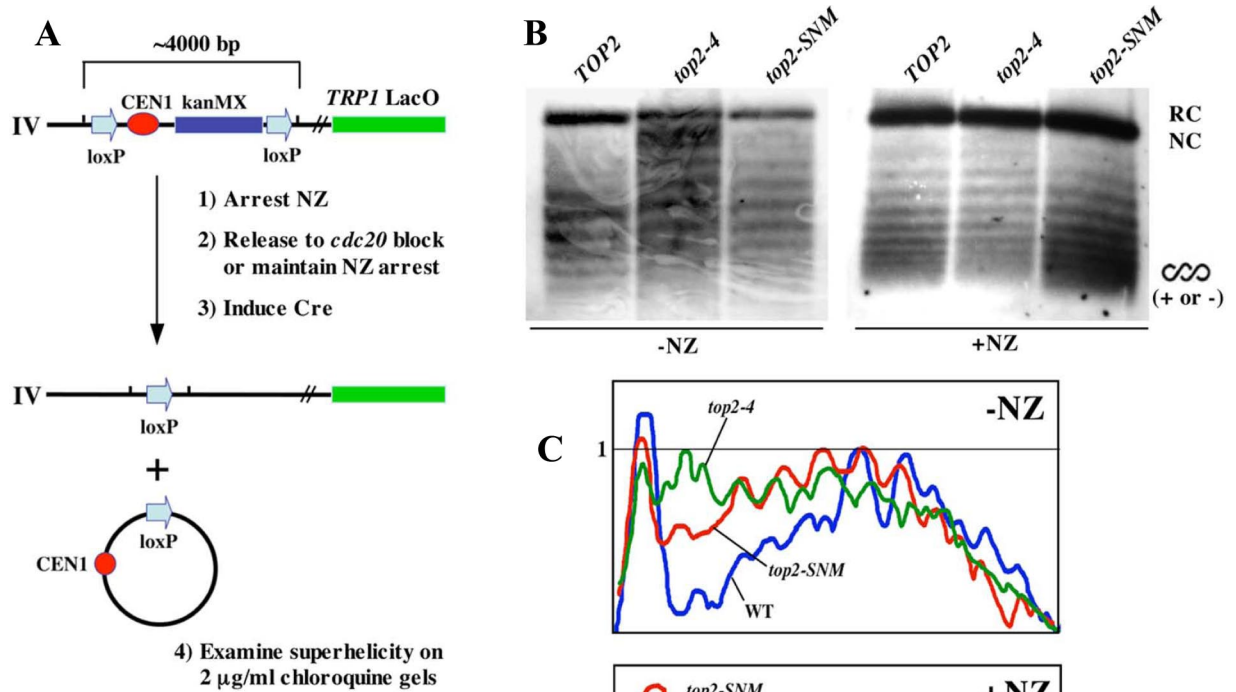 A
~4000 bp
CEN1 kanMX
TRP1 LacO
IV
loxP
loxP
1) Arrest NZ
2) Release to cdc20 block
or maintain NZ arrest
3) Induce Cre
IV
loxP
+
loxP
CEN1
4) Examine superhelicity on
2 μg/ml chloroquine gels
B
TOP2
top2-4
top2-SNM
TOP2
top2-4
top2-SNM
RC
NC
(+ or -)
-NZ
+NZ
C
-NZ
top2-4
1
top2-SNM
WT
top2-SNM
+NZ